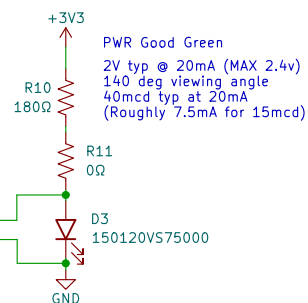 +3V3
PWR Good Green
2V typ @ 20mA (MAX 2.4v)
140 deg viewing angle
40mcd typ at 20mA
(Roughly 7.5mA for 15mcd)
R10
180Ω
R11
0Ω
D3
150120VS75000
GND